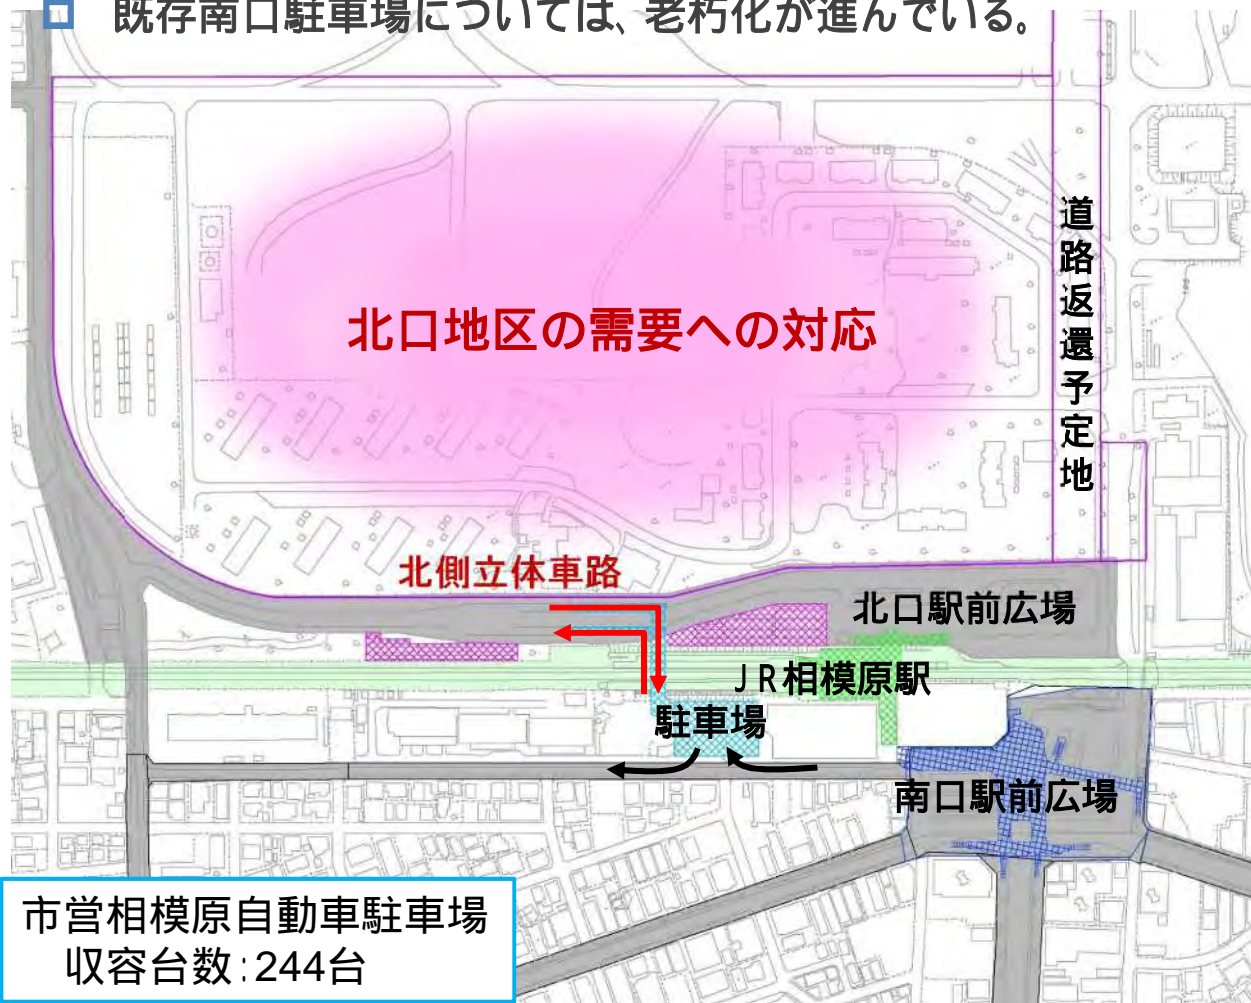 既存南口駐車場については、老朽化が進んでいる。
道路返還予定地
北口地区の需要への対応
北側立体車路
北口駅前広場
JR相模原駅
駐車場
南口駅前広場
市営相模原自動車駐車場
収容台数:244台